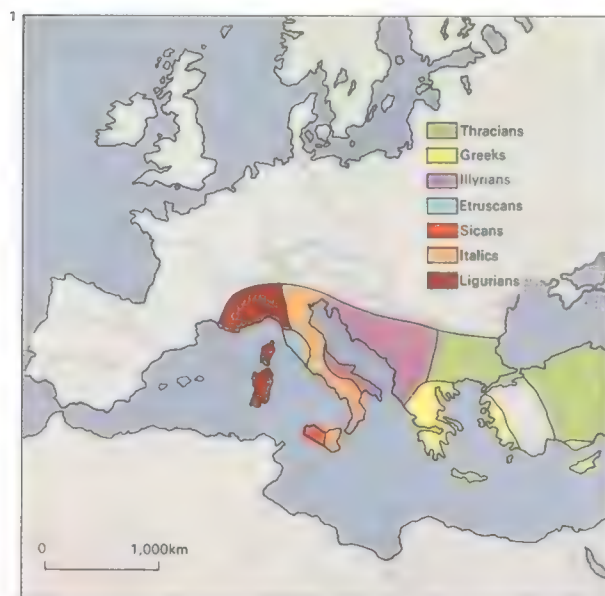 1
Thracians
Greeks
Illyrians
Etruscans
Sicans
Italics
Ligurians
0 1,000km